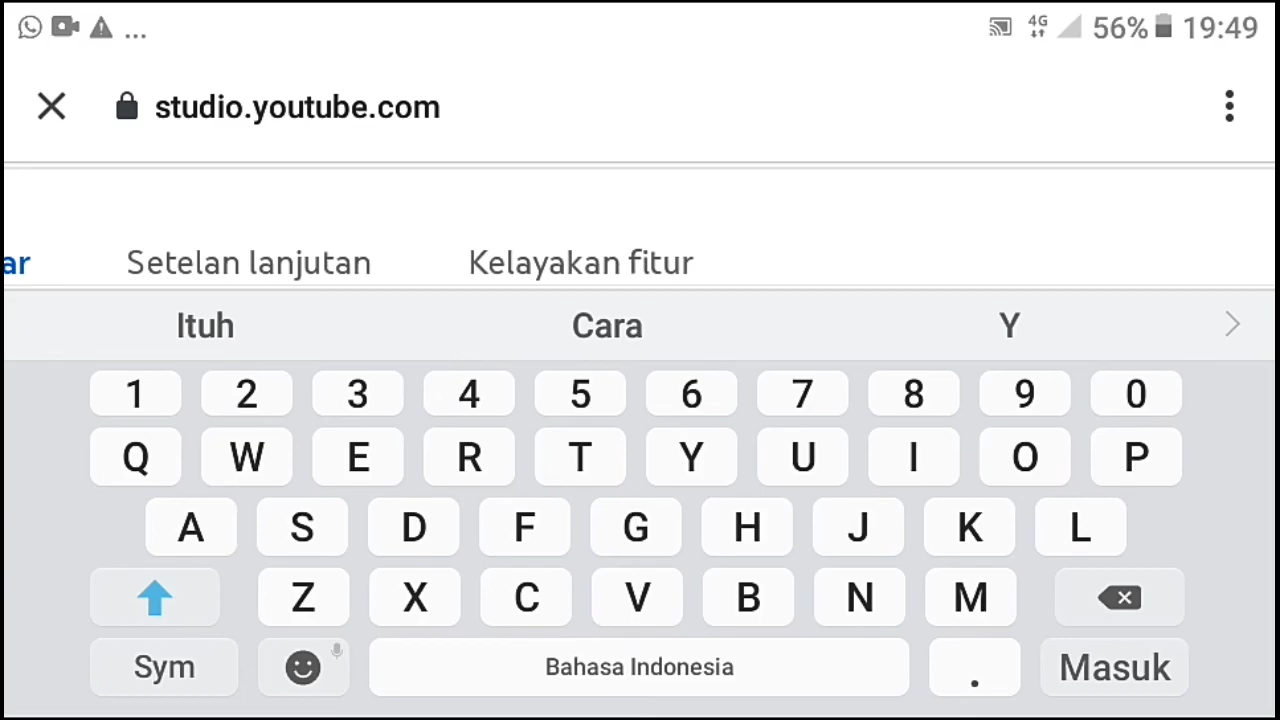 ... 4G 56% 19:49
studio.youtube.com
ar Setelan lanjutan Kelayakan fitur
Ituh Cara Y
1 2 3 4 5 6 7 8 9 0
Q W E R T Y U I O P
A S D F G H J K L
Z X C V B N M
Sym Bahasa Indonesia . Masuk